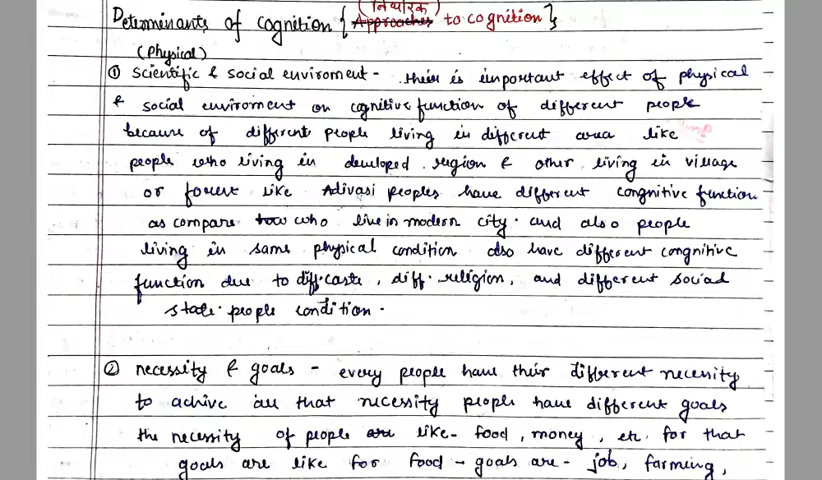 (निर्धारक)
Determinants of cognition { Approaches to cognition }
(Physical)
① Scientific & social enviroment - their is important effect of physical
& social enviroment on cognitive function of different people
because of different people living in different area like
people who living in developed region & other living in village
or forest like Adivasi peoples have different congnitive function
as compare who live in modern city. and also people
living in same physical condition also have different congnitive
function due to diff. caste, diff. religion, and different social
state. people condition.
② necessity & goals - every people have their different necessity
to achive all that necessity people have different goals
the necessity of people are like - food, money, etc. for that
goals are like for food - goals are - job, farming,